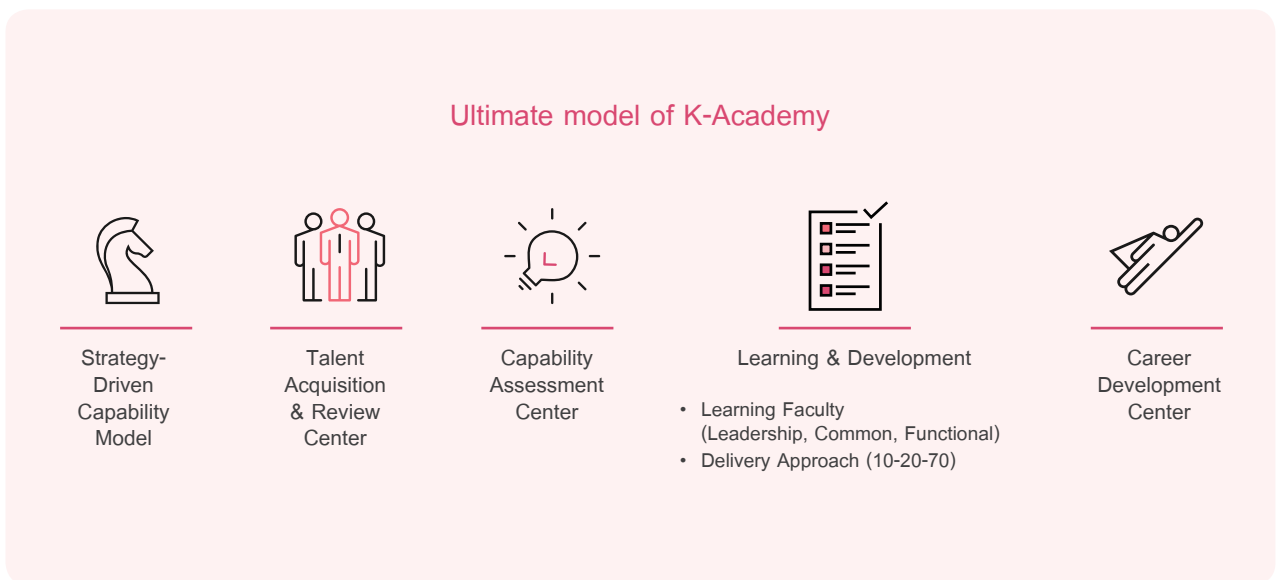 Ultimate model of K-Academy
Strategy-
Driven
Capability
Model
Talent
Acquisition
& Review
Center
Capability
Assessment
Center
Learning & Development
• Learning Faculty
(Leadership, Common, Functional)
• Delivery Approach (10-20-70)
Career
Development
Center